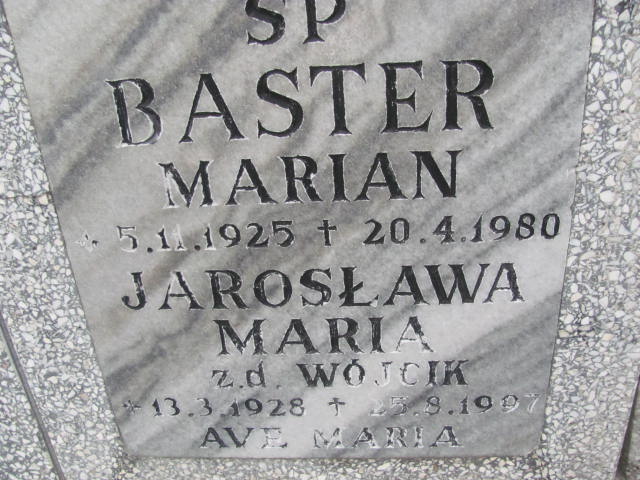 ŚP
BASTER
MARIAN
* 5.11.1925 † 20.4.1980
JAROSŁAWA
MARIA
z.d. WÓJCIK
* 13.3.1928 † 25.8.1997
AVE MARIA